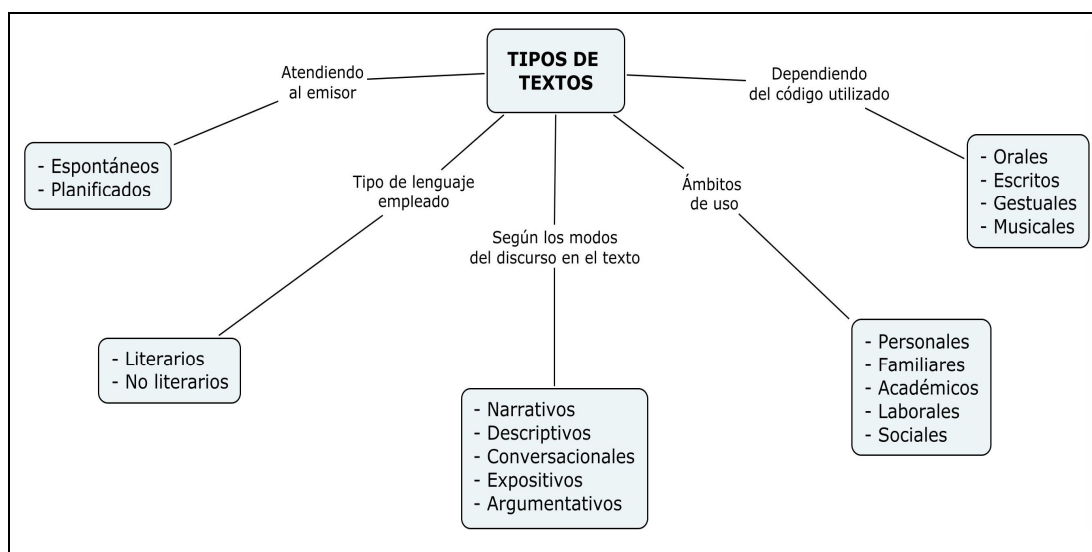 TIPOS DE
TEXTOS
Atendiendo
al emisor
- Espontáneos
- Planificados
Tipo de lenguaje
empleado
- Literarios
- No literarios
Según los modos
del discurso en el texto
- Narrativos
- Descriptivos
- Conversacionales
- Expositivos
- Argumentativos
Ámbitos
de uso
- Personales
- Familiares
- Académicos
- Laborales
- Sociales
Dependiendo
del código utilizado
- Orales
- Escritos
- Gestuales
- Musicales